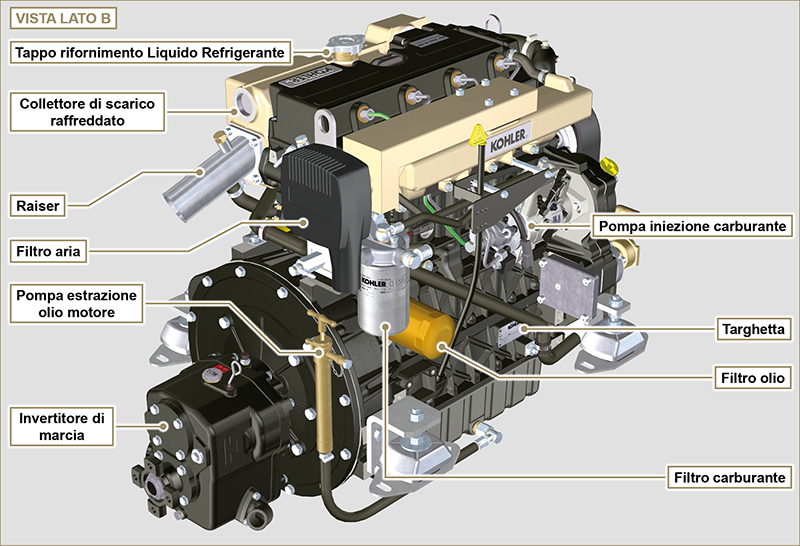 VISTA LATO B
Tappo rifornimento Liquido Refrigerante
Collettore di scarico
raffreddato
Raiser
Filtro aria
Pompa estrazione
olio motore
Invertitore di
marcia
KOHLER
Pompa iniezione carburante
KOHLER
Targhetta
Filtro olio
Filtro carburante